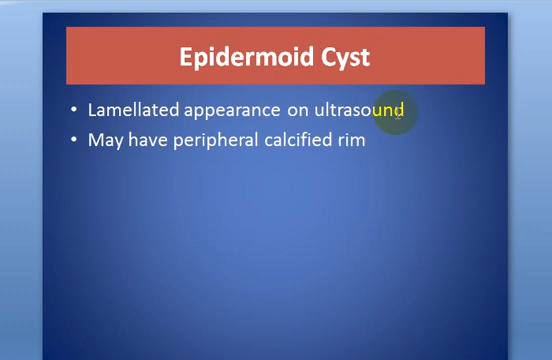 Epidermoid Cyst
• Lamellated appearance on ultrasound
• May have peripheral calcified rim